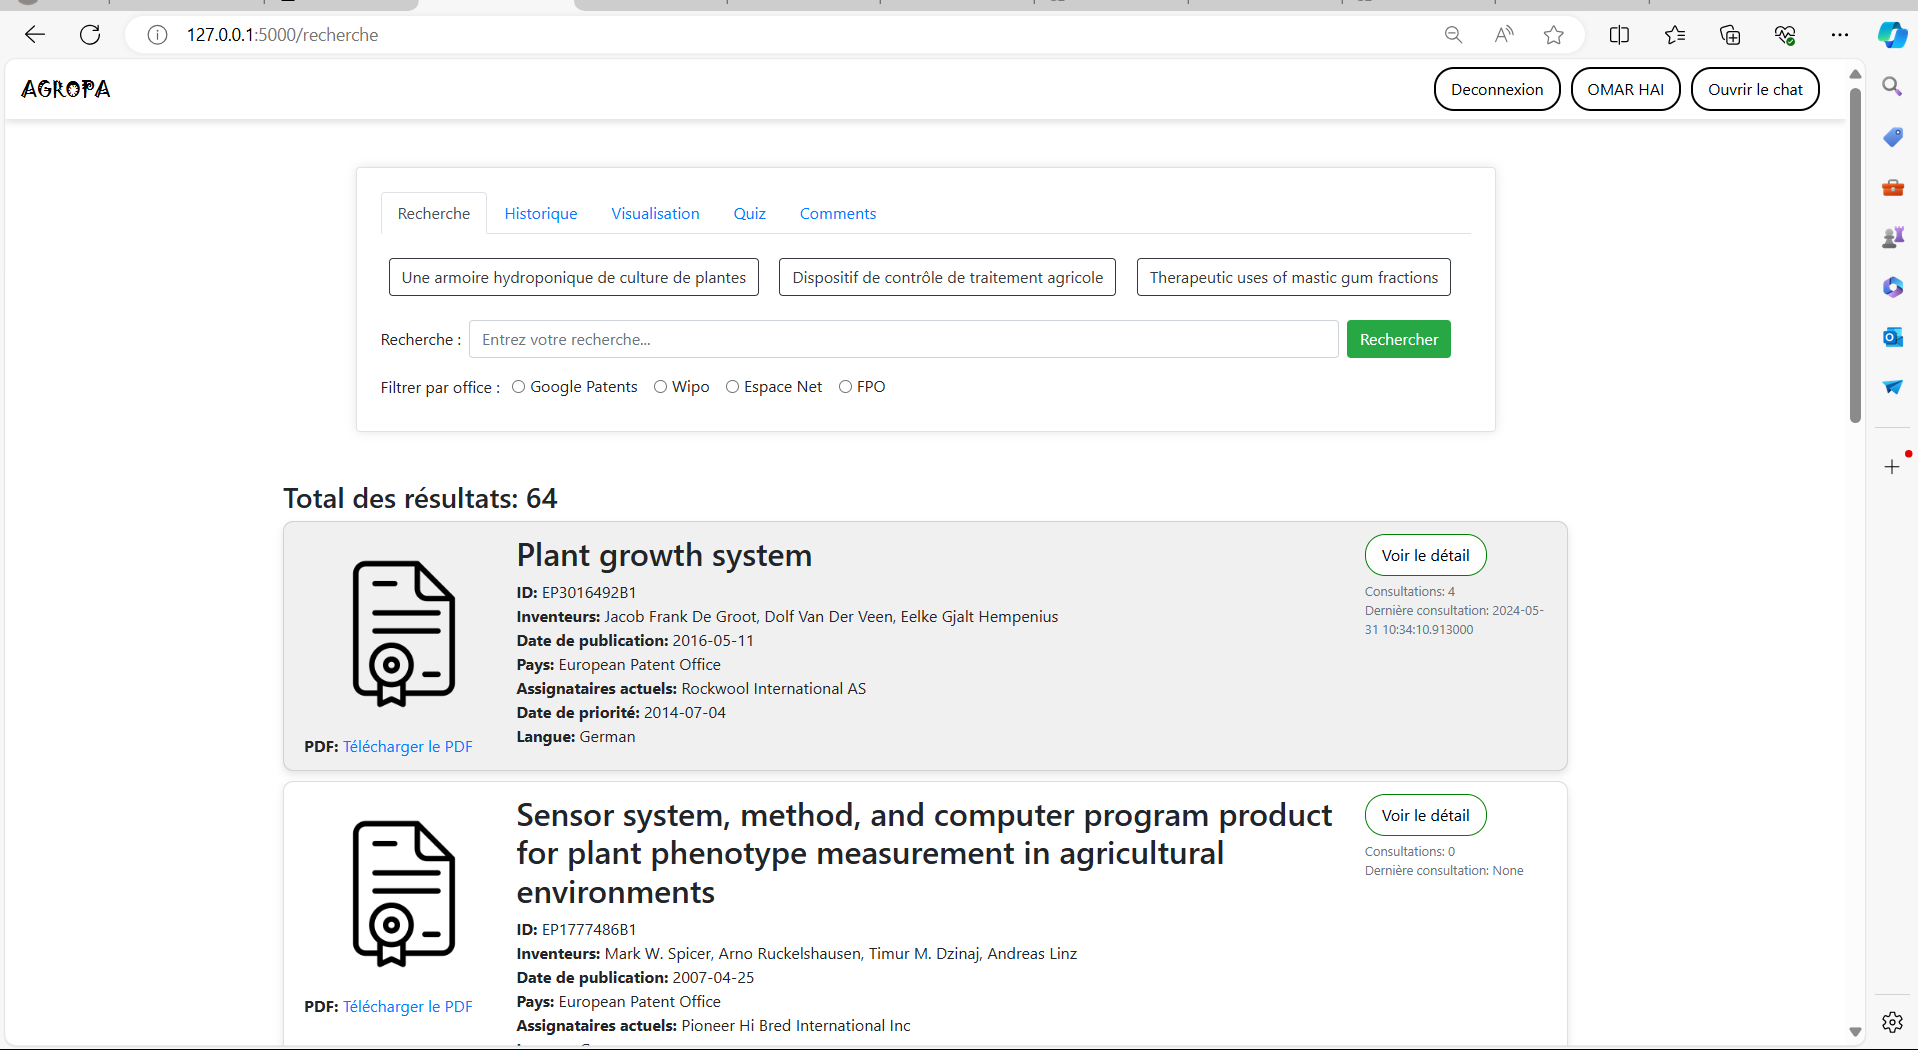 127.0.0.1:5000/recherche
AGROPA
Deconnexion
OMAR HAI
Ouvrir le chat
Recherche
Historique
Visualisation
Quiz
Comments
Une armoire hydroponique de culture de plantes
Dispositif de contrôle de traitement agricole
Therapeutic uses of mastic gum fractions
Recherche :
Entrez votre recherche...
Rechercher
Filtrer par office :
Google Patents
Wipo
Espace Net
FPO
Total des résultats: 64
Plant growth system
ID: EP3016492B1
Inventeurs: Jacob Frank De Groot, Dolf Van Der Veen, Eelke Gjalt Hempenius
Date de publication: 2016-05-11
Pays: European Patent Office
Assignataires actuels: Rockwool International AS
Date de priorité: 2014-07-04
Langue: German
PDF: Télécharger le PDF
Voir le détail
Consultations: 4
Dernière consultation: 2024-05-
31 10:34:10.913000
Sensor system, method, and computer program product
for plant phenotype measurement in agricultural
environments
ID: EP1777486B1
Inventeurs: Mark W. Spicer, Arno Ruckelshausen, Timur M. Dzinaj, Andreas Linz
Date de publication: 2007-04-25
Pays: European Patent Office
Assignataires actuels: Pioneer Hi Bred International Inc
PDF: Télécharger le PDF
Voir le détail
Consultations: 0
Dernière consultation: None